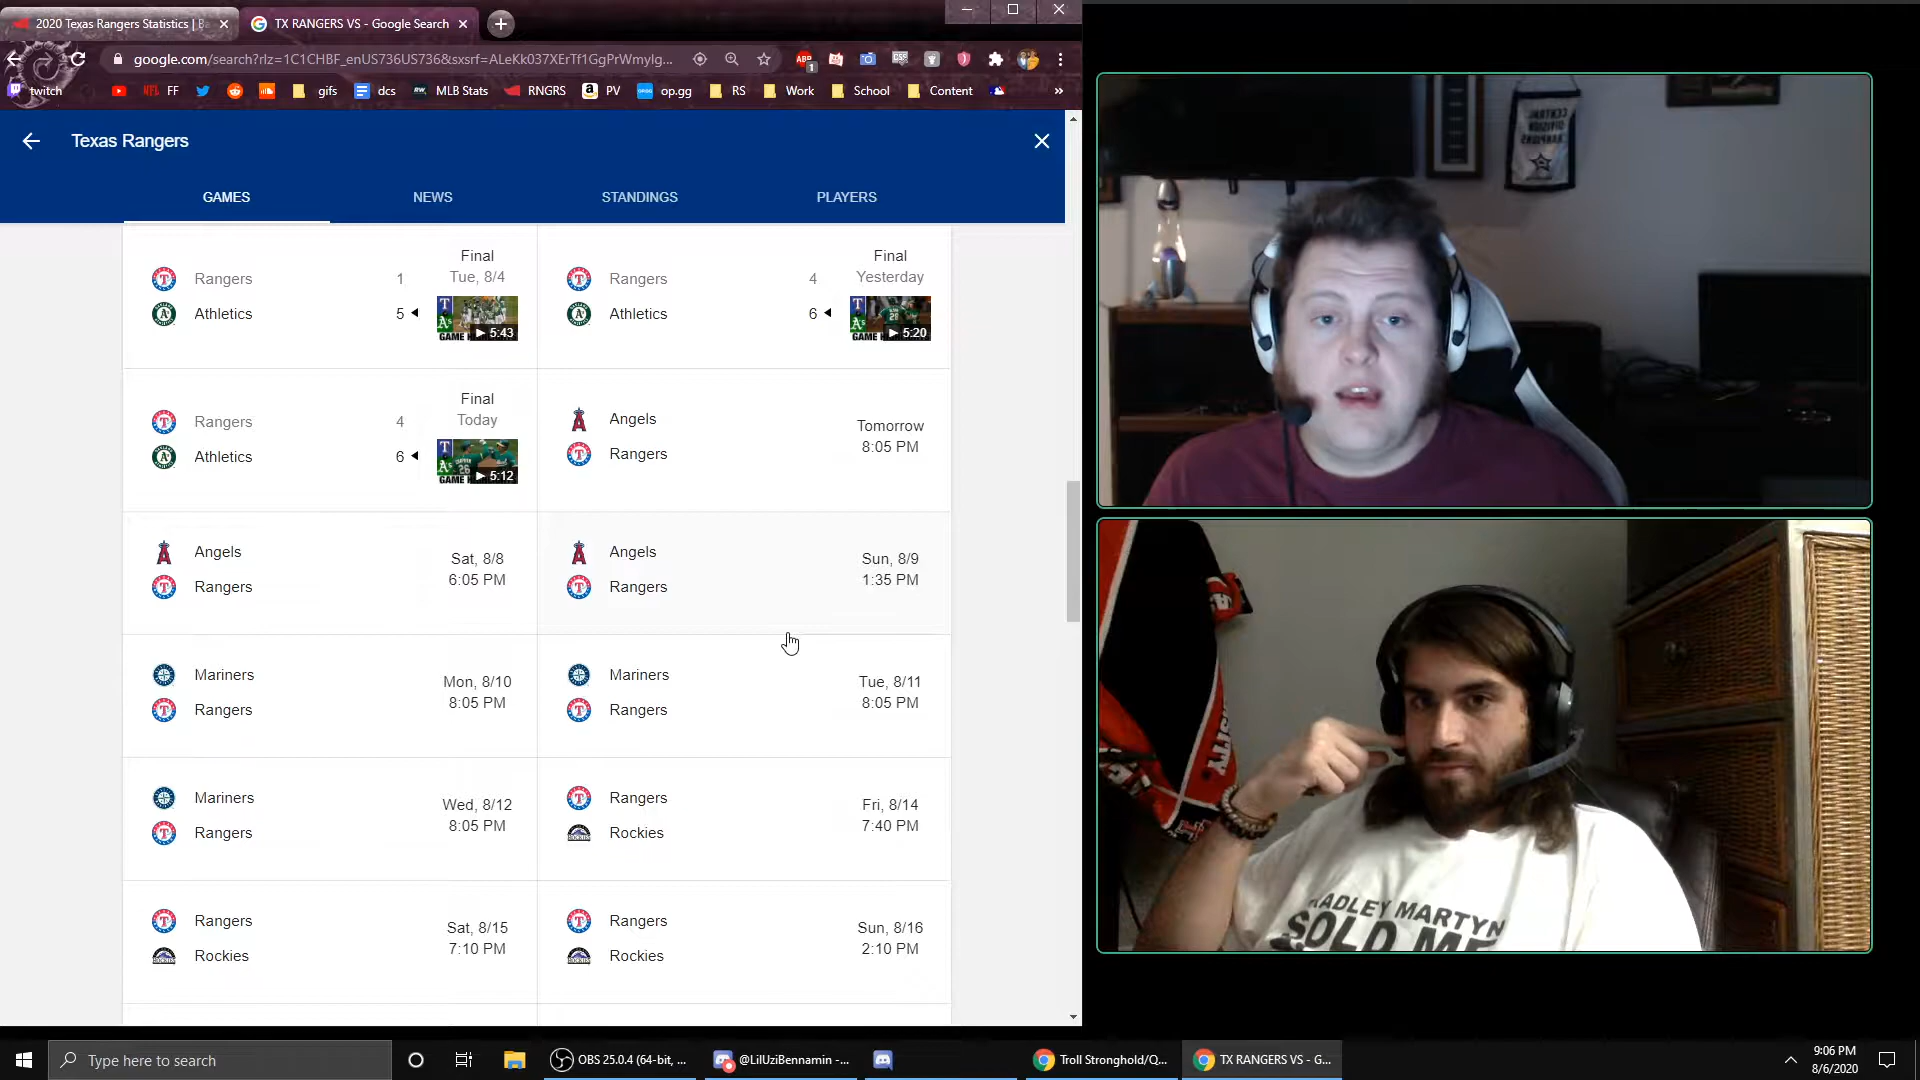 2020 Texas Rangers Statistics |
TX RANGERS VS - Google Search
google.com/search?rlz=1C1CHBF_enUS736US736&sxsrf=ALeKk037XErTf1GgPrWmylg...
twitch
FF
gifs
dcs
MLB Stats
RNGRS
PV
op.gg
RS
Work
School
Content
Texas Rangers
GAMES
NEWS
STANDINGS
PLAYERS
Rangers 1
Athletics 5
Final
Tue, 8/4
5:43
Rangers 4
Athletics 6
Final
Yesterday
5:20
Rangers 4
Athletics 6
Final
Today
5:12
Angels
Rangers
Tomorrow
8:05 PM
Angels
Rangers
Sat, 8/8
6:05 PM
Angels
Rangers
Sun, 8/9
1:35 PM
Mariners
Rangers
Mon, 8/10
8:05 PM
Mariners
Rangers
Tue, 8/11
8:05 PM
Mariners
Rangers
Wed, 8/12
8:05 PM
Rangers
Rockies
Fri, 8/14
7:40 PM
Rangers
Rockies
Sat, 8/15
7:10 PM
Rangers
Rockies
Sun, 8/16
2:10 PM
CENTRAL
DIVISION
ADLEY MARTYN
SOLD ME
Type here to search
OBS 25.0.4 (64-bit, ...
@LilUziBennamin -...
Troll Stronghold/Q...
TX RANGERS VS - G...
9:06 PM
8/6/2020